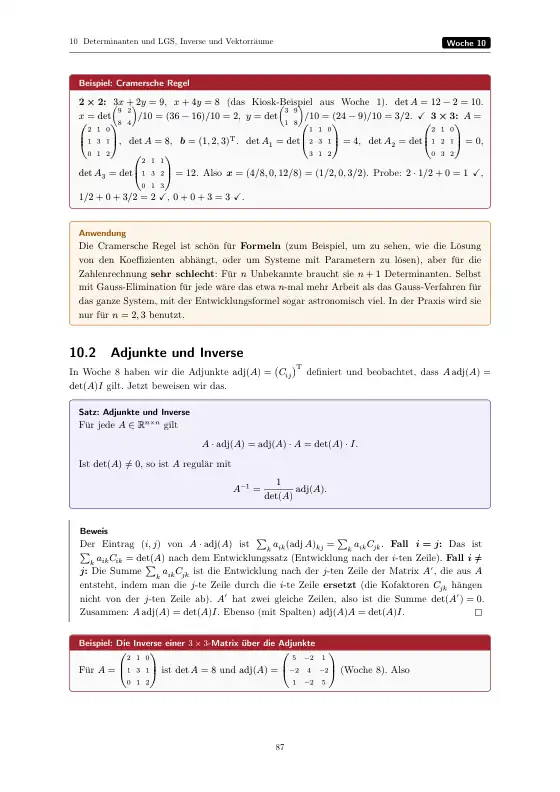 10 Determinanten und LGS, Inverse und Vektorräume
Woche 10
Beispiel: Cramersche Regel
2 × 2: 3x + 2y = 9, x + 4y = 8 (das Kiosk-Beispiel aus Woche 1). det A = 12 − 2 = 10.
x = det(9 2; 8 4)/10 = (36 − 16)/10 = 2, y = det(3 9; 1 8)/10 = (24 − 9)/10 = 3/2. ✓ 3 × 3: A =
(2 1 0; 1 3 1; 0 1 2), det A = 8, b = (1, 2, 3)ᵀ. det A₁ = det(1 1 0; 2 3 1; 3 1 2) = 4, det A₂ = det(2 1 0; 1 2 1; 0 3 2) = 0,
det A₃ = det(2 1 1; 1 3 2; 0 1 3) = 12. Also x = (4/8, 0, 12/8) = (1/2, 0, 3/2). Probe: 2 · 1/2 + 0 = 1 ✓,
1/2 + 0 + 3/2 = 2 ✓, 0 + 0 + 3 = 3 ✓.
Anwendung
Die Cramersche Regel ist schön für Formeln (zum Beispiel, um zu sehen, wie die Lösung
von den Koeffizienten abhängt, oder um Systeme mit Parametern zu lösen), aber für die
Zahlenrechnung sehr schlecht: Für n Unbekannte braucht sie n + 1 Determinanten. Selbst
mit Gauss-Elimination für jede wäre das etwa n-mal mehr Arbeit als das Gauss-Verfahren für
das ganze System, mit der Entwicklungsformel sogar astronomisch viel. In der Praxis wird sie
nur für n = 2, 3 benutzt.
10.2 Adjunkte und Inverse
In Woche 8 haben wir die Adjunkte adj(A) = (Cᵢⱼ)ᵀ definiert und beobachtet, dass A adj(A) =
det(A)I gilt. Jetzt beweisen wir das.
Satz: Adjunkte und Inverse
Für jede A ∈ ℝⁿˣⁿ gilt
A · adj(A) = adj(A) · A = det(A) · I.
Ist det(A) ≠ 0, so ist A regulär mit
A⁻¹ = 1/det(A) adj(A).
Beweis
Der Eintrag (i, j) von A · adj(A) ist ∑ₖ aᵢₖ(adj A)ₖⱼ = ∑ₖ aᵢₖCⱼₖ. Fall i = j: Das ist
∑ₖ aᵢₖCᵢₖ = det(A) nach dem Entwicklungssatz (Entwicklung nach der i-ten Zeile). Fall i ≠
j: Die Summe ∑ₖ aᵢₖCⱼₖ ist die Entwicklung nach der j-ten Zeile der Matrix A′, die aus A
entsteht, indem man die j-te Zeile durch die i-te Zeile ersetzt (die Kofaktoren Cⱼₖ hängen
nicht von der j-ten Zeile ab). A′ hat zwei gleiche Zeilen, also ist die Summe det(A′) = 0.
Zusammen: A adj(A) = det(A)I. Ebenso (mit Spalten) adj(A)A = det(A)I. □
Beispiel: Die Inverse einer 3 × 3-Matrix über die Adjunkte
Für A = (2 1 0; 1 3 1; 0 1 2) ist det A = 8 und adj(A) = (5 −2 1; −2 4 −2; 1 −2 5) (Woche 8). Also
87